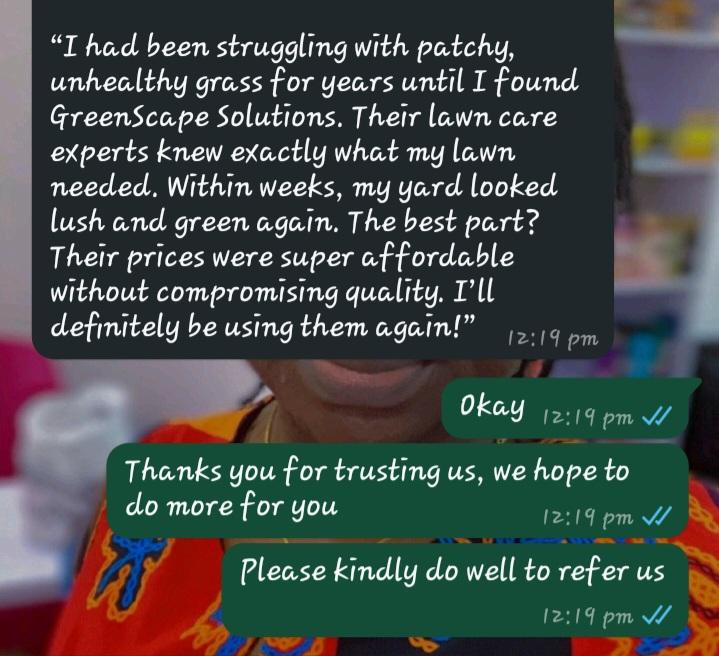 “I had been struggling with patchy,
unhealthy grass for years until I found
GreenScape Solutions. Their lawn care
experts knew exactly what my lawn
needed. Within weeks, my yard looked
lush and green again. The best part?
Their prices were super affordable
without compromising quality. I’ll
definitely be using them again!” 12:19 pm
Okay 12:19 pm
Thanks you for trusting us, we hope to
do more for you 12:19 pm
Please kindly do well to refer us
12:19 pm